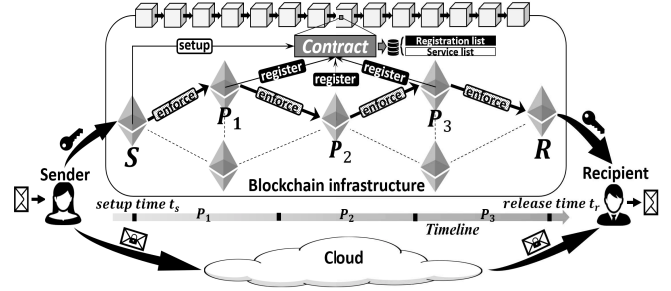 setup
Contract
Registration list
Service list
register
register
register
enforce
enforce
enforce
enforce
P1
P2
P3
S
R
Sender
Recipient
Blockchain infrastructure
setup time ts
release time tr
P1
P2
P3
Timeline
Cloud